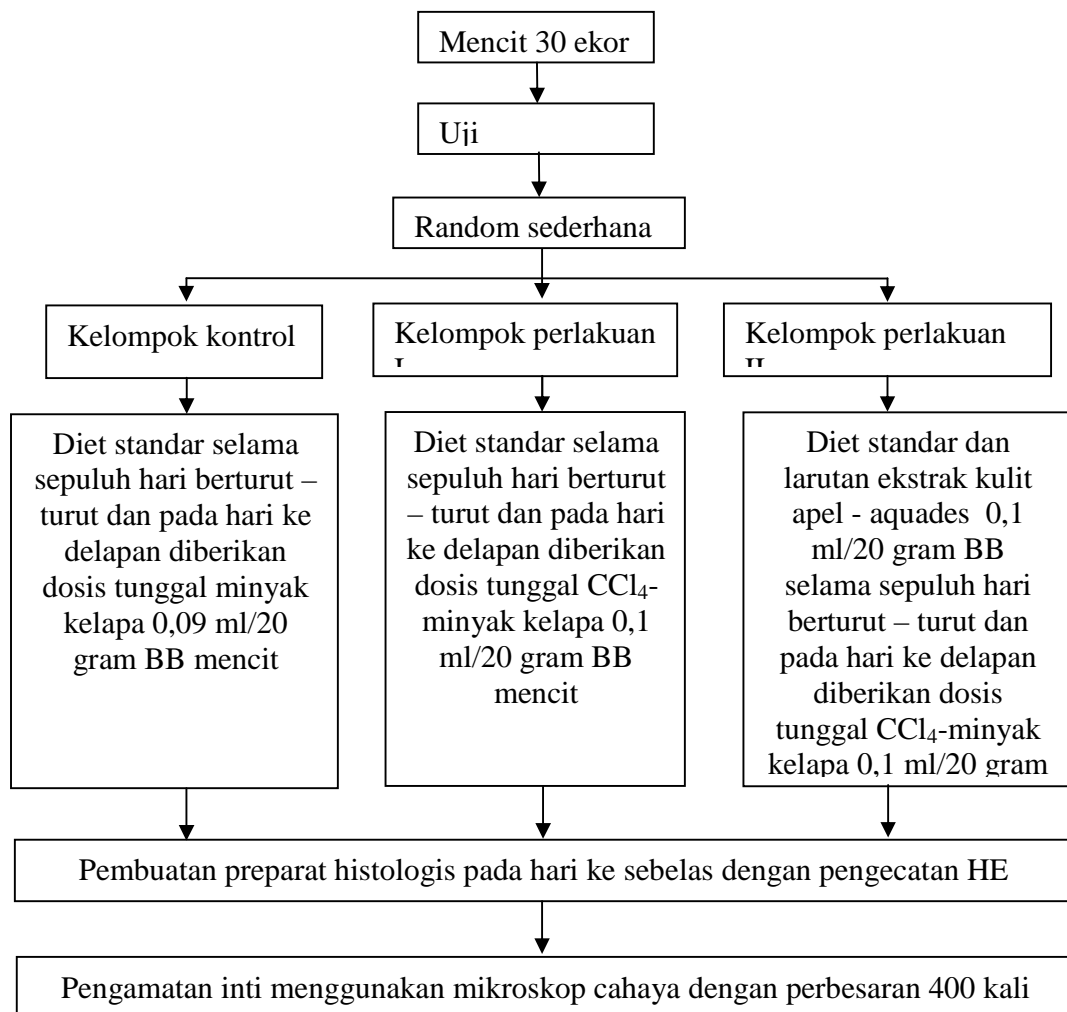 Mencit 30 ekor
Uji
Random sederhana
Kelompok kontrol
Kelompok perlakuan
I
Kelompok perlakuan
II
Diet standar selama
sepuluh hari berturut –
turut dan pada hari ke
delapan diberikan
dosis tunggal minyak
kelapa 0,09 ml/20
gram BB mencit
Diet standar selama
sepuluh hari berturut
– turut dan pada hari
ke delapan diberikan
dosis tunggal CCl₄-
minyak kelapa 0,1
ml/20 gram BB
mencit
Diet standar dan
larutan ekstrak kulit
apel - aquades 0,1
ml/20 gram BB
selama sepuluh hari
berturut – turut dan
pada hari ke delapan
diberikan dosis
tunggal CCl₄-minyak
kelapa 0,1 ml/20 gram
Pembuatan preparat histologis pada hari ke sebelas dengan pengecatan HE
Pengamatan inti menggunakan mikroskop cahaya dengan perbesaran 400 kali